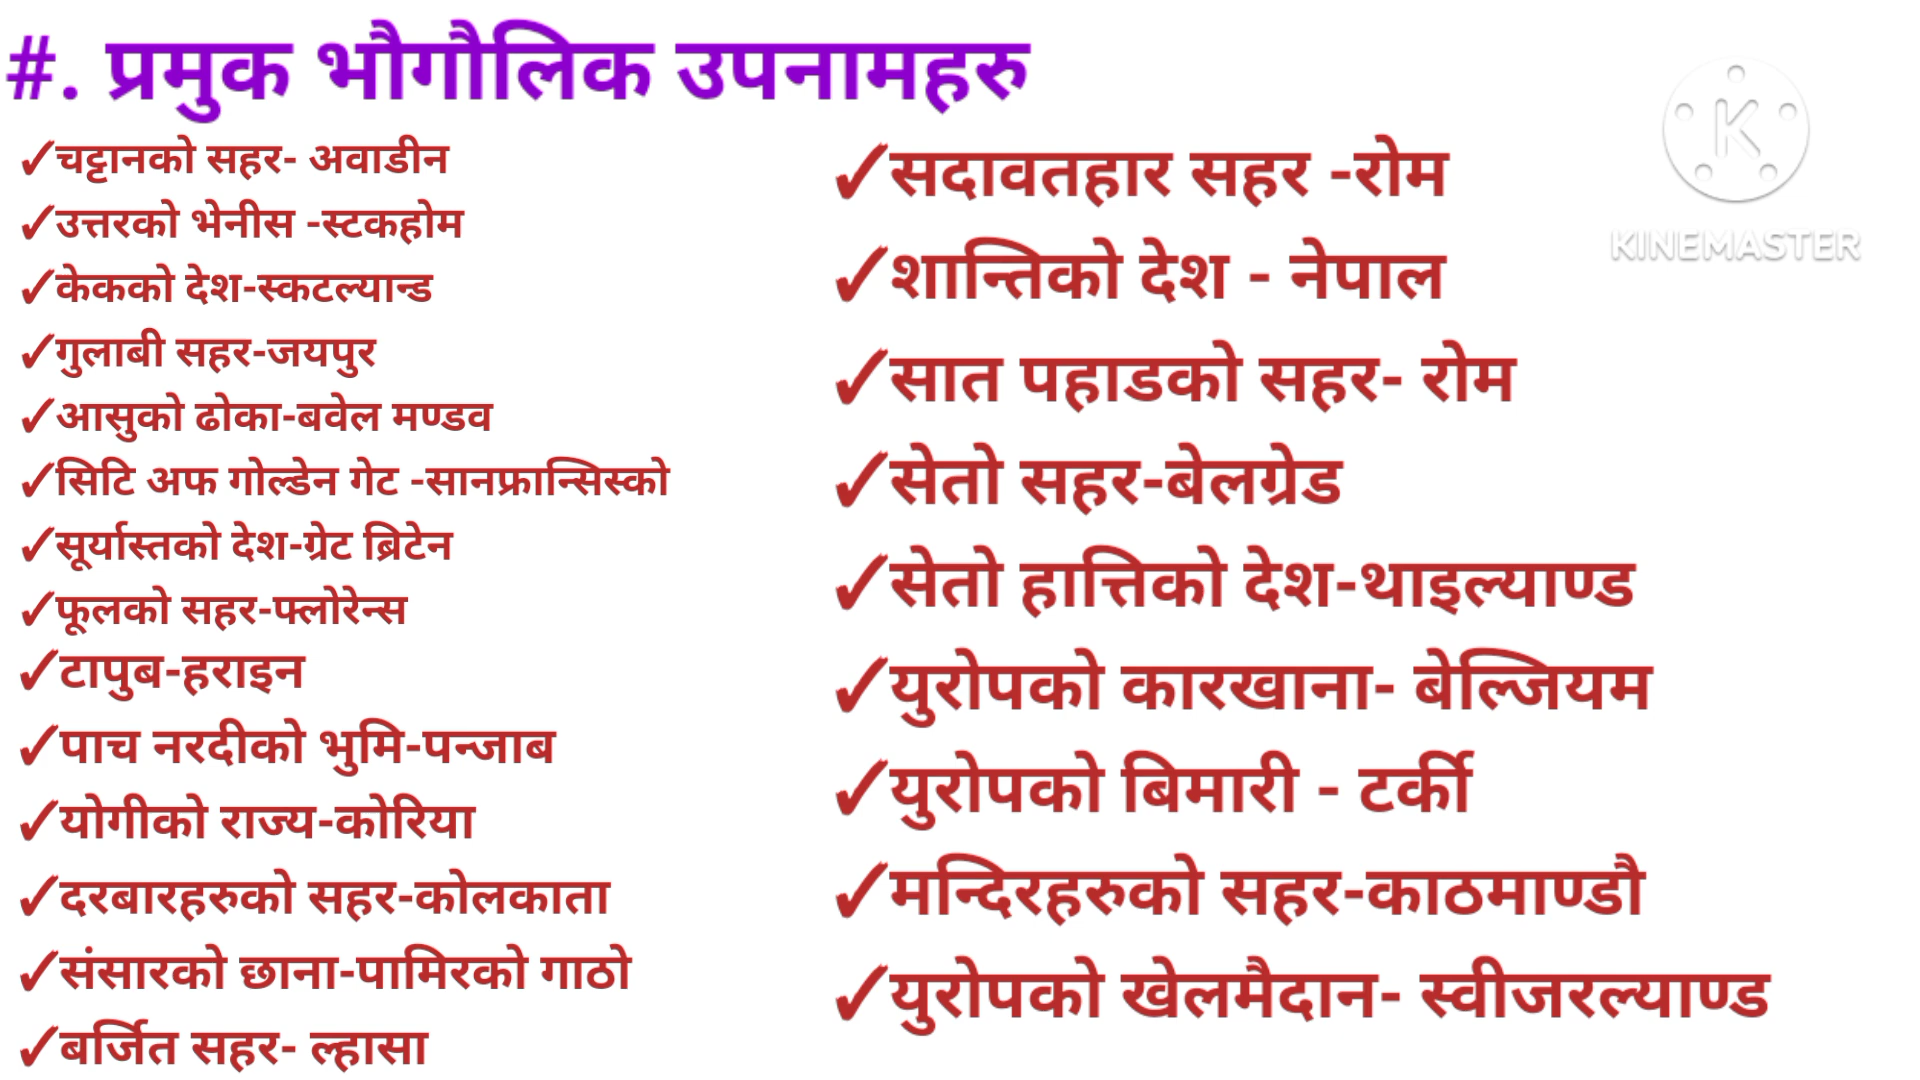 #. प्रमुक भौगौलिक उपनामहरु
✓चट्टानको सहर- अवाडीन
✓उत्तरको भेनीस -स्टकहोम
✓केकको देश-स्कटल्यान्ड
✓गुलाबी सहर-जयपुर
✓आसुको ढोका-बवेल मण्डव
✓सिटि अफ गोल्डेन गेट -सानफ्रान्सिस्को
✓सूर्यास्तको देश-ग्रेट ब्रिटेन
✓फूलको सहर-फ्लोरेन्स
✓टापुब-हराइन
✓पाच नरदीको भुमि-पन्जाब
✓योगीको राज्य-कोरिया
✓दरबारहरुको सहर-कोलकाता
✓संसारको छाना-पामिरको गाठो
✓बर्जित सहर- ल्हासा
✓सदावतहार सहर -रोम
✓शान्तिको देश - नेपाल
✓सात पहाडको सहर- रोम
✓सेतो सहर-बेलग्रेड
✓सेतो हात्तिको देश-थाइल्याण्ड
✓युरोपको कारखाना- बेल्जियम
✓युरोपको बिमारी - टर्की
✓मन्दिरहरुको सहर-काठमाण्डौ
✓युरोपको खेलमैदान- स्वीजरल्याण्ड
K
KINEMASTER